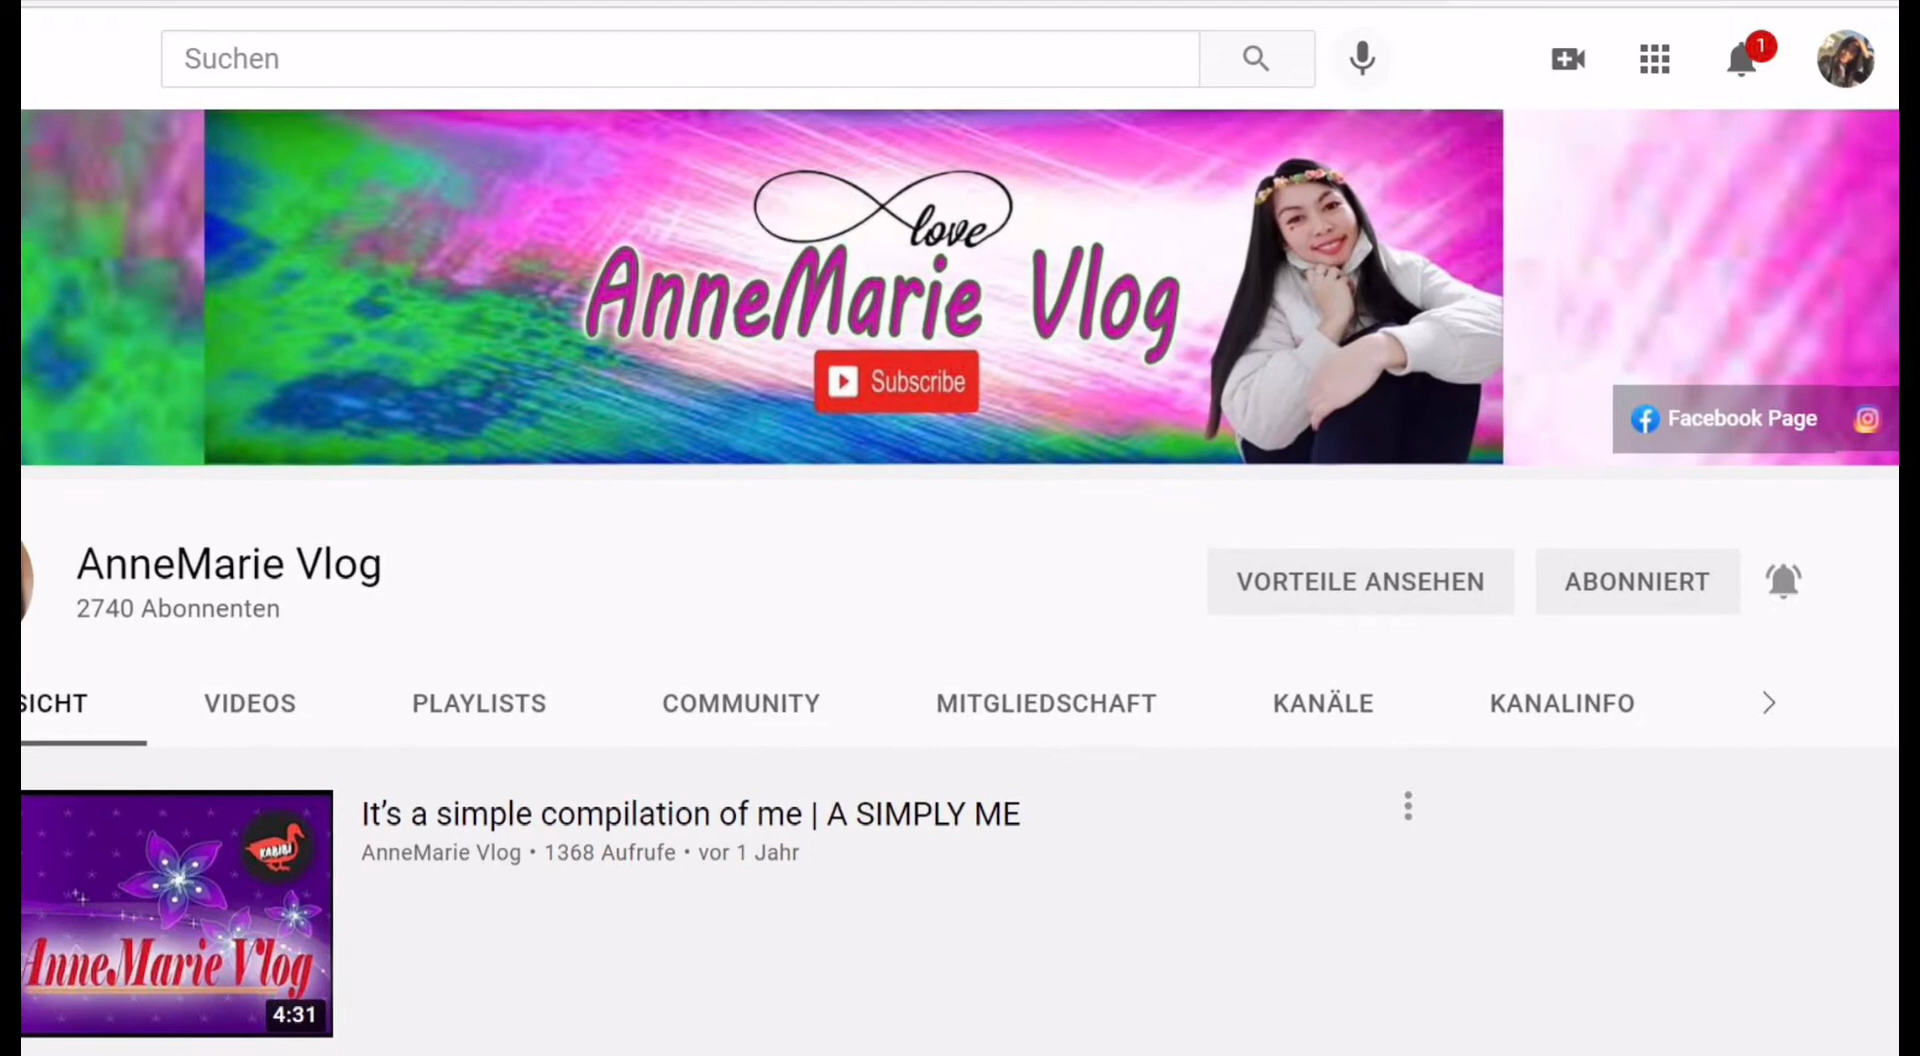 Suchen
1
love
AnneMarie Vlog
Subscribe
Facebook Page
AnneMarie Vlog
2740 Abonnenten
VORTEILE ANSEHEN
ABONNIERT
SICHT VIDEOS PLAYLISTS COMMUNITY MITGLIEDSCHAFT KANÄLE KANALINFO
It’s a simple compilation of me | A SIMPLY ME
AnneMarie Vlog • 1368 Aufrufe • vor 1 Jahr
KABIBI
AnneMarie Vlog
4:31